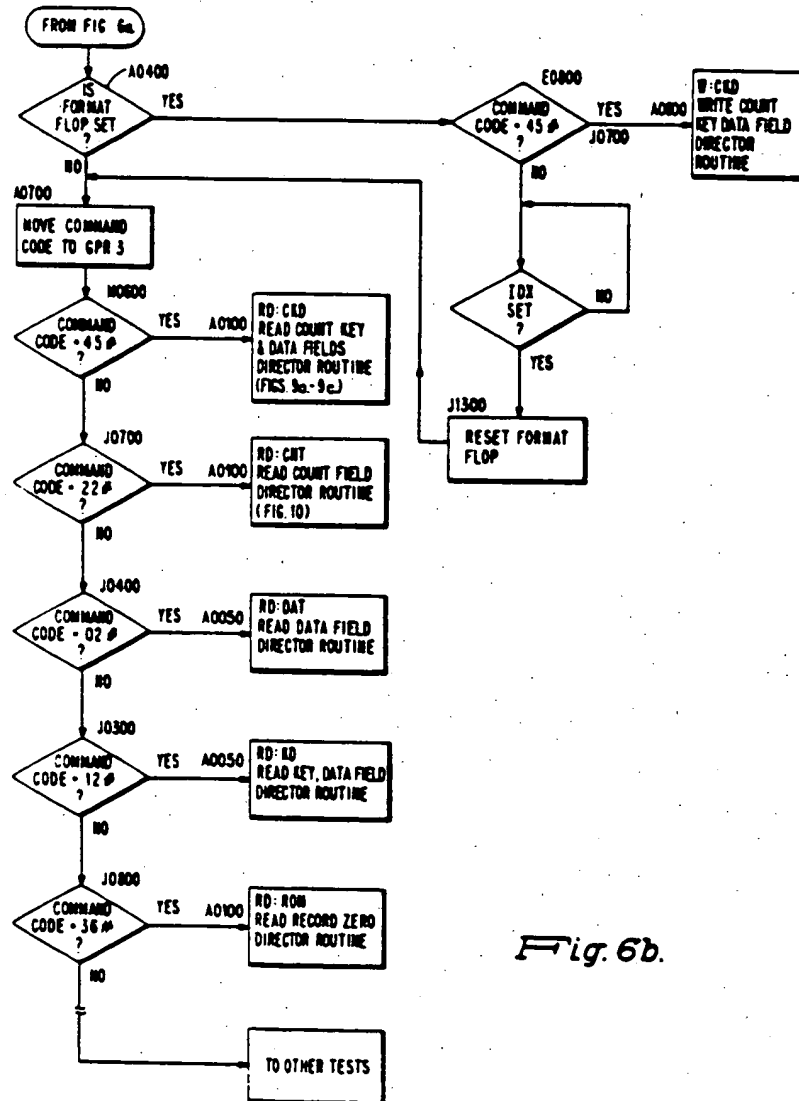 FROM FIG 6a
A0400
IS
FORMAT
FLOP SET
?
YES
NO
E0800
COMMAND
CODE = 45#
?
YES
J0700
NO
A0800
W:CKD
WRITE COUNT
KEY DATA FIELD
DIRECTOR
ROUTINE
A0700
MOVE COMMAND
CODE TO GPR 3
IDX
SET
?
NO
YES
J1300
RESET FORMAT
FLOP
N0600
COMMAND
CODE = 45#
?
YES
NO
A0100
RD:CKD
READ COUNT KEY
& DATA FIELDS
DIRECTOR ROUTINE
(FIGS. 9a-9c)
J0700
COMMAND
CODE = 22#
?
YES
NO
A0100
RD:CNT
READ COUNT FIELD
DIRECTOR ROUTINE
(FIG. 10)
J0400
COMMAND
CODE = 02#
?
YES
NO
A0050
RD:DAT
READ DATA FIELD
DIRECTOR ROUTINE
J0300
COMMAND
CODE = 12#
?
YES
NO
A0050
RD:KD
READ KEY, DATA FIELD
DIRECTOR ROUTINE
J0800
COMMAND
CODE = 36#
?
YES
NO
A0100
READ RECORD ZERO
DIRECTOR ROUTINE
TO OTHER TESTS
Fig. 6b.